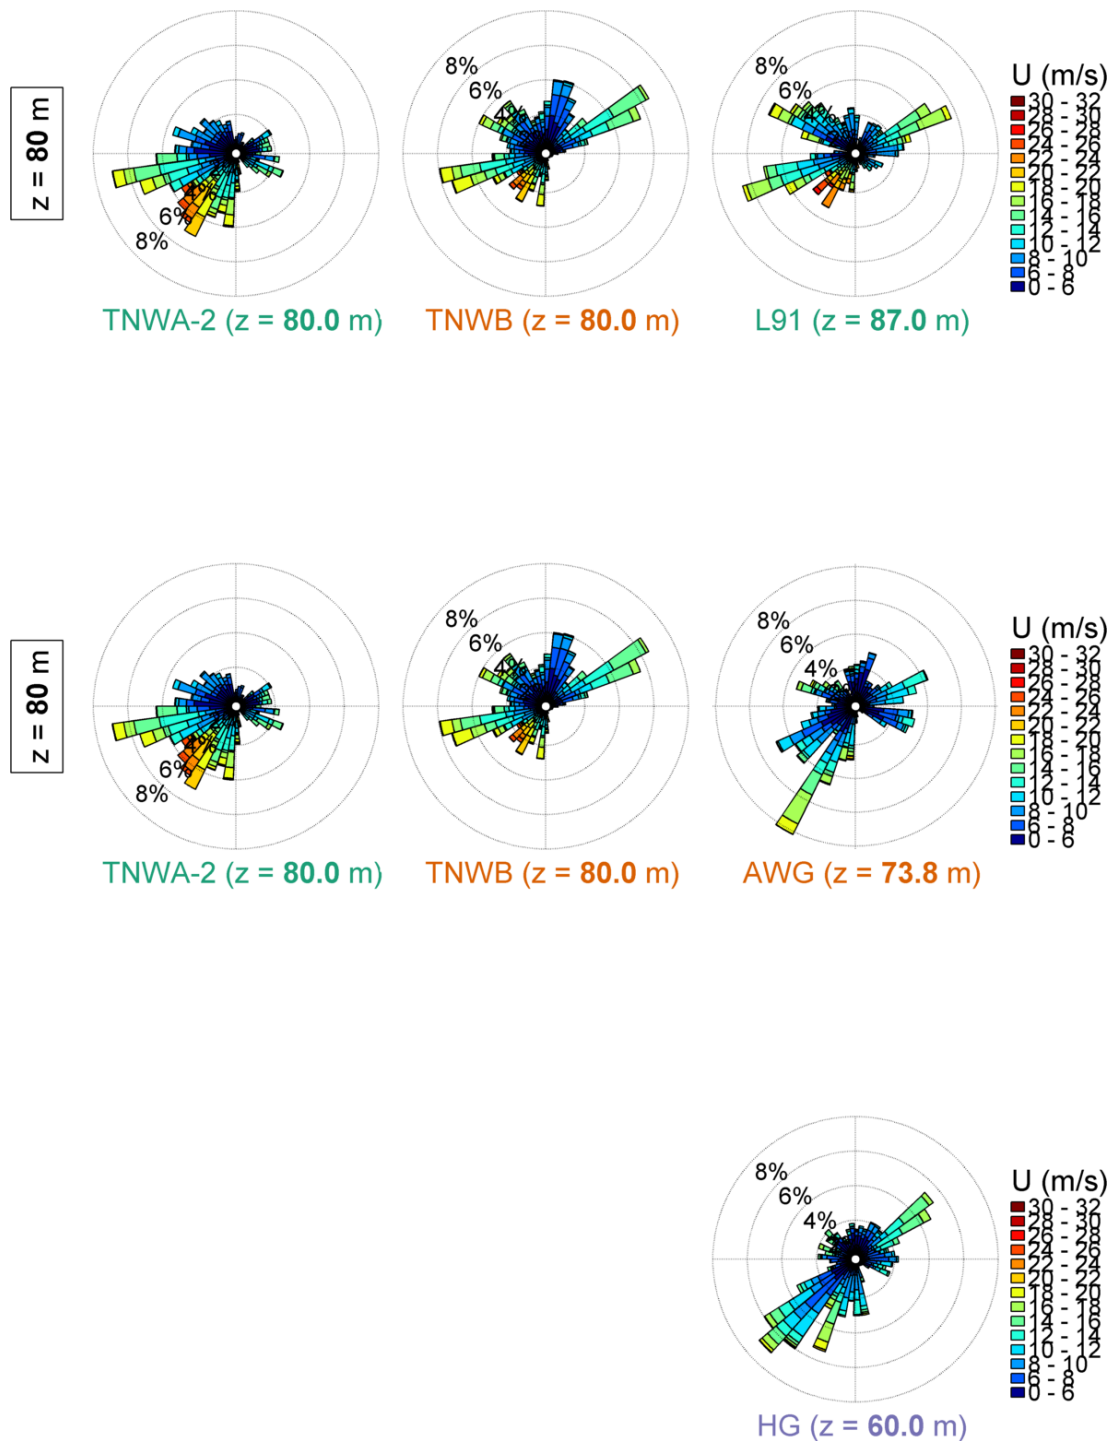 z = 80 m
8%
6%
TNWA-2 (z = 80.0 m)
8%
6%
4%
TNWB (z = 80.0 m)
8%
6%
4%
L91 (z = 87.0 m)
U (m/s)
30 - 32
28 - 30
26 - 28
24 - 26
22 - 24
20 - 22
18 - 20
16 - 18
14 - 16
12 - 14
10 - 12
8 - 10
6 - 8
0 - 6
z = 80 m
6%
8%
TNWA-2 (z = 80.0 m)
8%
6%
4%
TNWB (z = 80.0 m)
8%
6%
4%
AWG (z = 73.8 m)
U (m/s)
30 - 32
28 - 30
26 - 28
24 - 26
22 - 24
20 - 22
18 - 20
16 - 18
14 - 16
12 - 14
10 - 12
8 - 10
6 - 8
0 - 6
8%
6%
4%
HG (z = 60.0 m)
U (m/s)
30 - 32
28 - 30
26 - 28
24 - 26
22 - 24
20 - 22
18 - 20
16 - 18
14 - 16
12 - 14
10 - 12
8 - 10
6 - 8
0 - 6